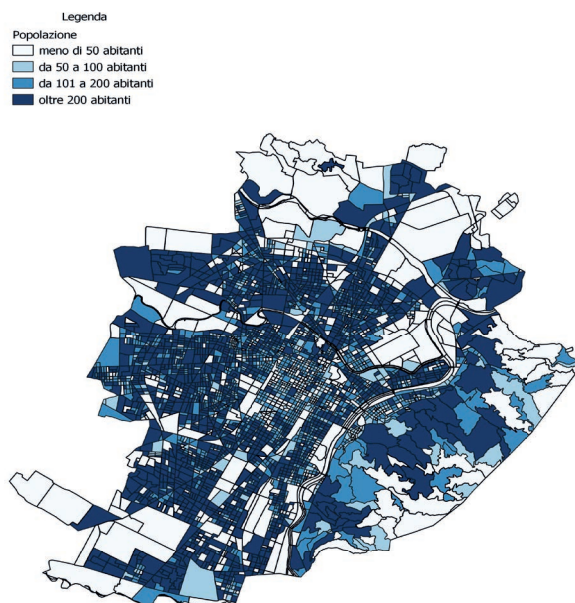 Legenda
Popolazione
meno di 50 abitanti
da 50 a 100 abitanti
da 101 a 200 abitanti
oltre 200 abitanti